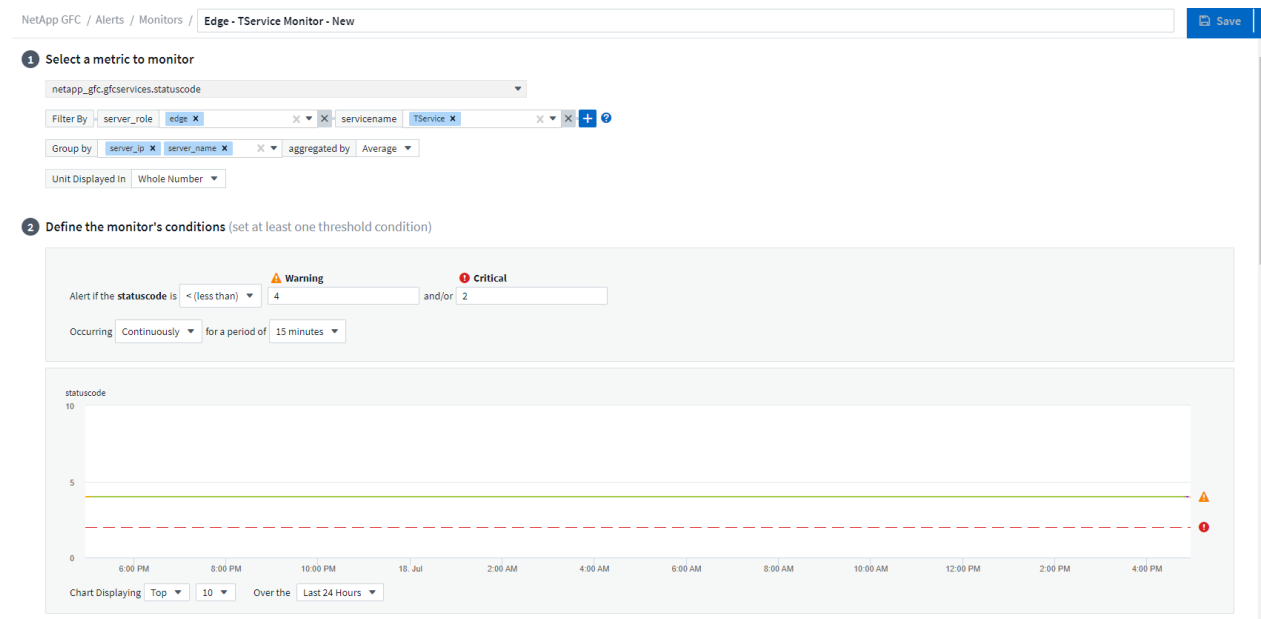 NetApp GFC / Alerts / Monitors / Edge - TService Monitor - New Save
1 Select a metric to monitor
netapp_gfc.gfcservices.statuscode
Filter By server_role edge x servicename TService x + ?
Group by server_ip x server_name x aggregated by Average
Unit Displayed In Whole Number
2 Define the monitor's conditions (set at least one threshold condition)
Warning Critical
Alert if the statuscode is < (less than) 4 and/or 2
Occurring Continuously for a period of 15 minutes
statuscode
10
5
0
6:00 PM 8:00 PM 10:00 PM 18. Jul 2:00 AM 4:00 AM 6:00 AM 8:00 AM 10:00 AM 12:00 PM 2:00 PM 4:00 PM
Chart Displaying Top 10 Over the Last 24 Hours